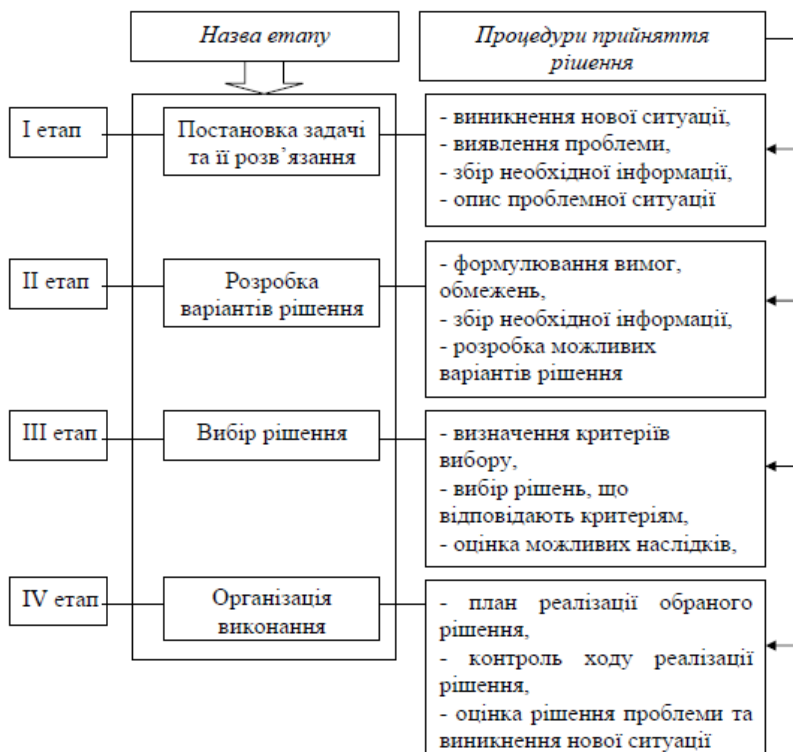 Назва етапу
Процедури прийняття
рішення
І етап
Постановка задачі
та її розв’язання
- виникнення нової ситуації,
- виявлення проблеми,
- збір необхідної інформації,
- опис проблемної ситуації
ІІ етап
Розробка
варіантів рішення
- формулювання вимог,
обмежень,
- збір необхідної інформації,
- розробка можливих
варіантів рішення
ІІІ етап
Вибір рішення
- визначення критеріїв
вибору,
- вибір рішень, що
відповідають критеріям,
- оцінка можливих наслідків,
IV етап
Організація
виконання
- план реалізації обраного
рішення,
- контроль ходу реалізації
рішення,
- оцінка рішення проблеми та
виникнення нової ситуації